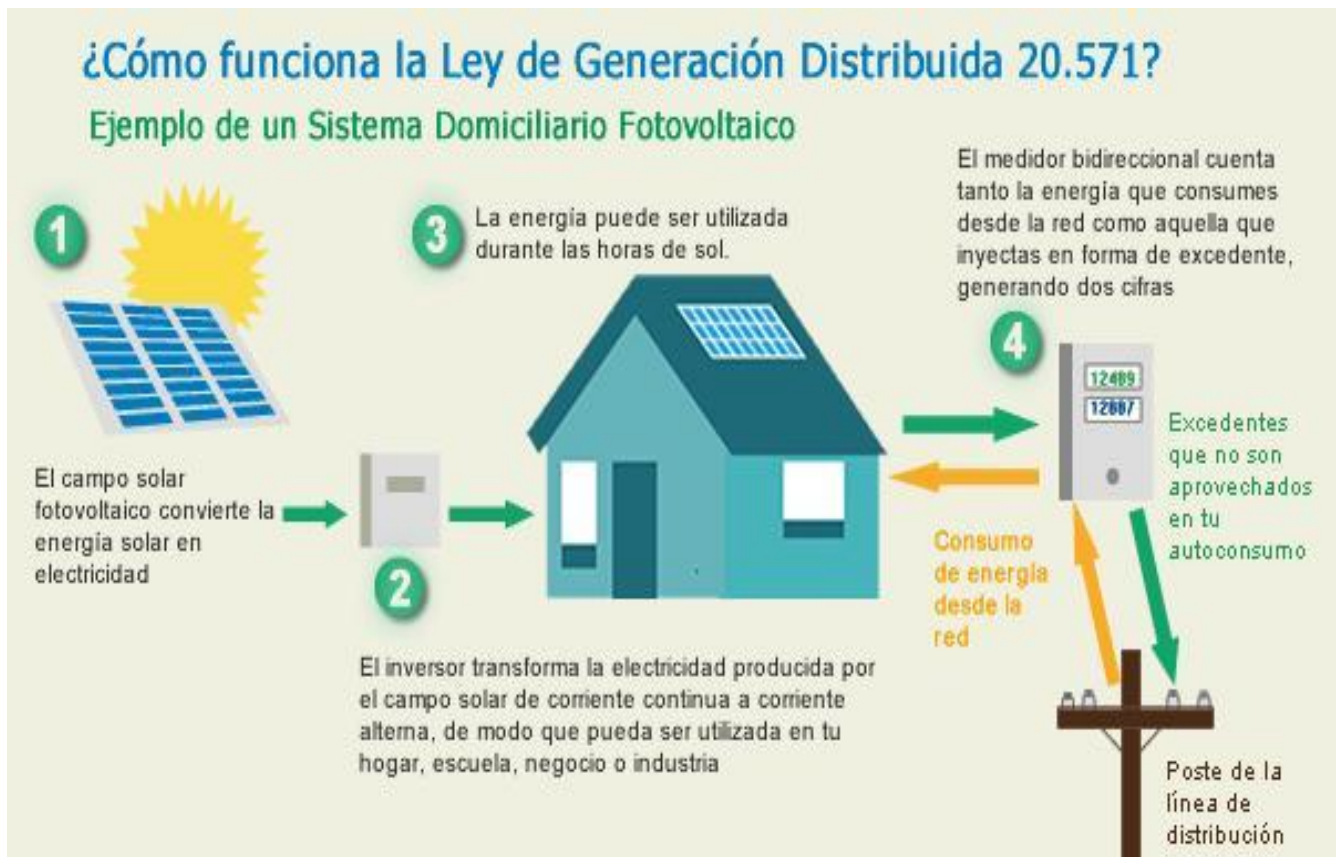 ¿Cómo funciona la Ley de Generación Distribuida 20.571?
Ejemplo de un Sistema Domiciliario Fotovoltaico
1
El campo solar
fotovoltaico convierte la
energía solar en
electricidad
2
El inversor transforma la electricidad producida por
el campo solar de corriente continua a corriente
alterna, de modo que pueda ser utilizada en tu
hogar, escuela, negocio o industria
3
La energía puede ser utilizada
durante las horas de sol.
El medidor bidireccional cuenta
tanto la energía que consumes
desde la red como aquella que
inyectas en forma de excedente,
generando dos cifras
4
12489
12887
Excedentes
que no son
aprovechados
en tu
autoconsumo
Consumo
de energía
desde la
red
Poste de la
línea de
distribución